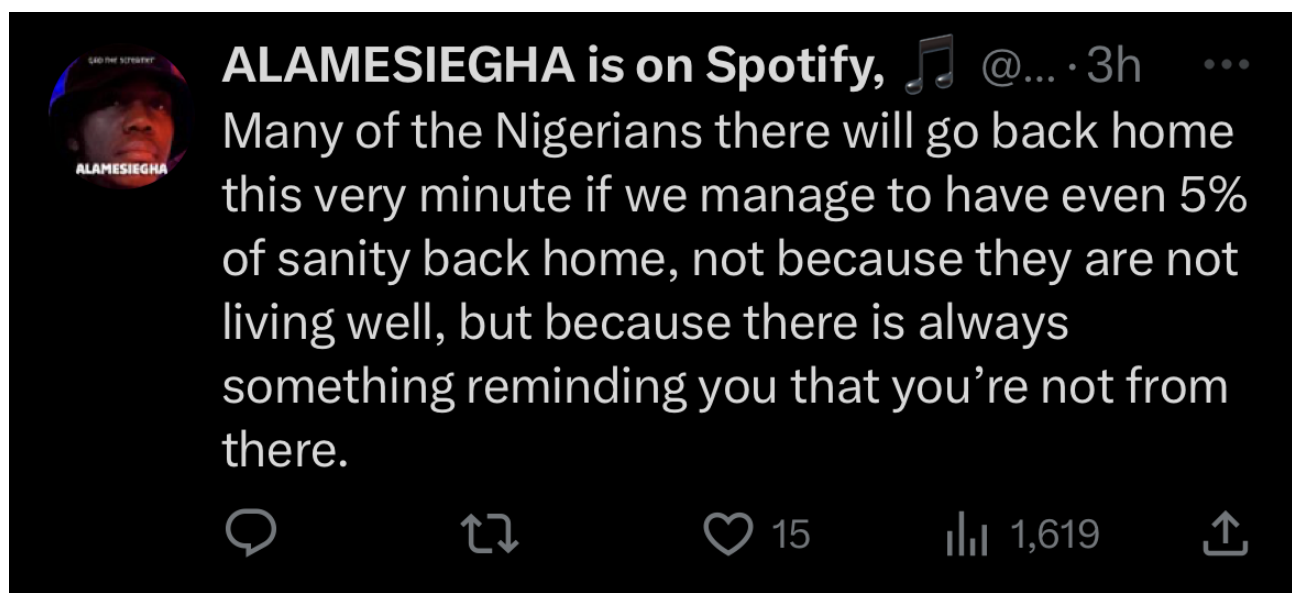 ALAMESIEGHA is on Spotify, 🎵 @... · 3h
Many of the Nigerians there will go back home
this very minute if we manage to have even 5%
of sanity back home, not because they are not
living well, but because there is always
something reminding you that you’re not from
there.
15 1,619
ALAMESIEGHA